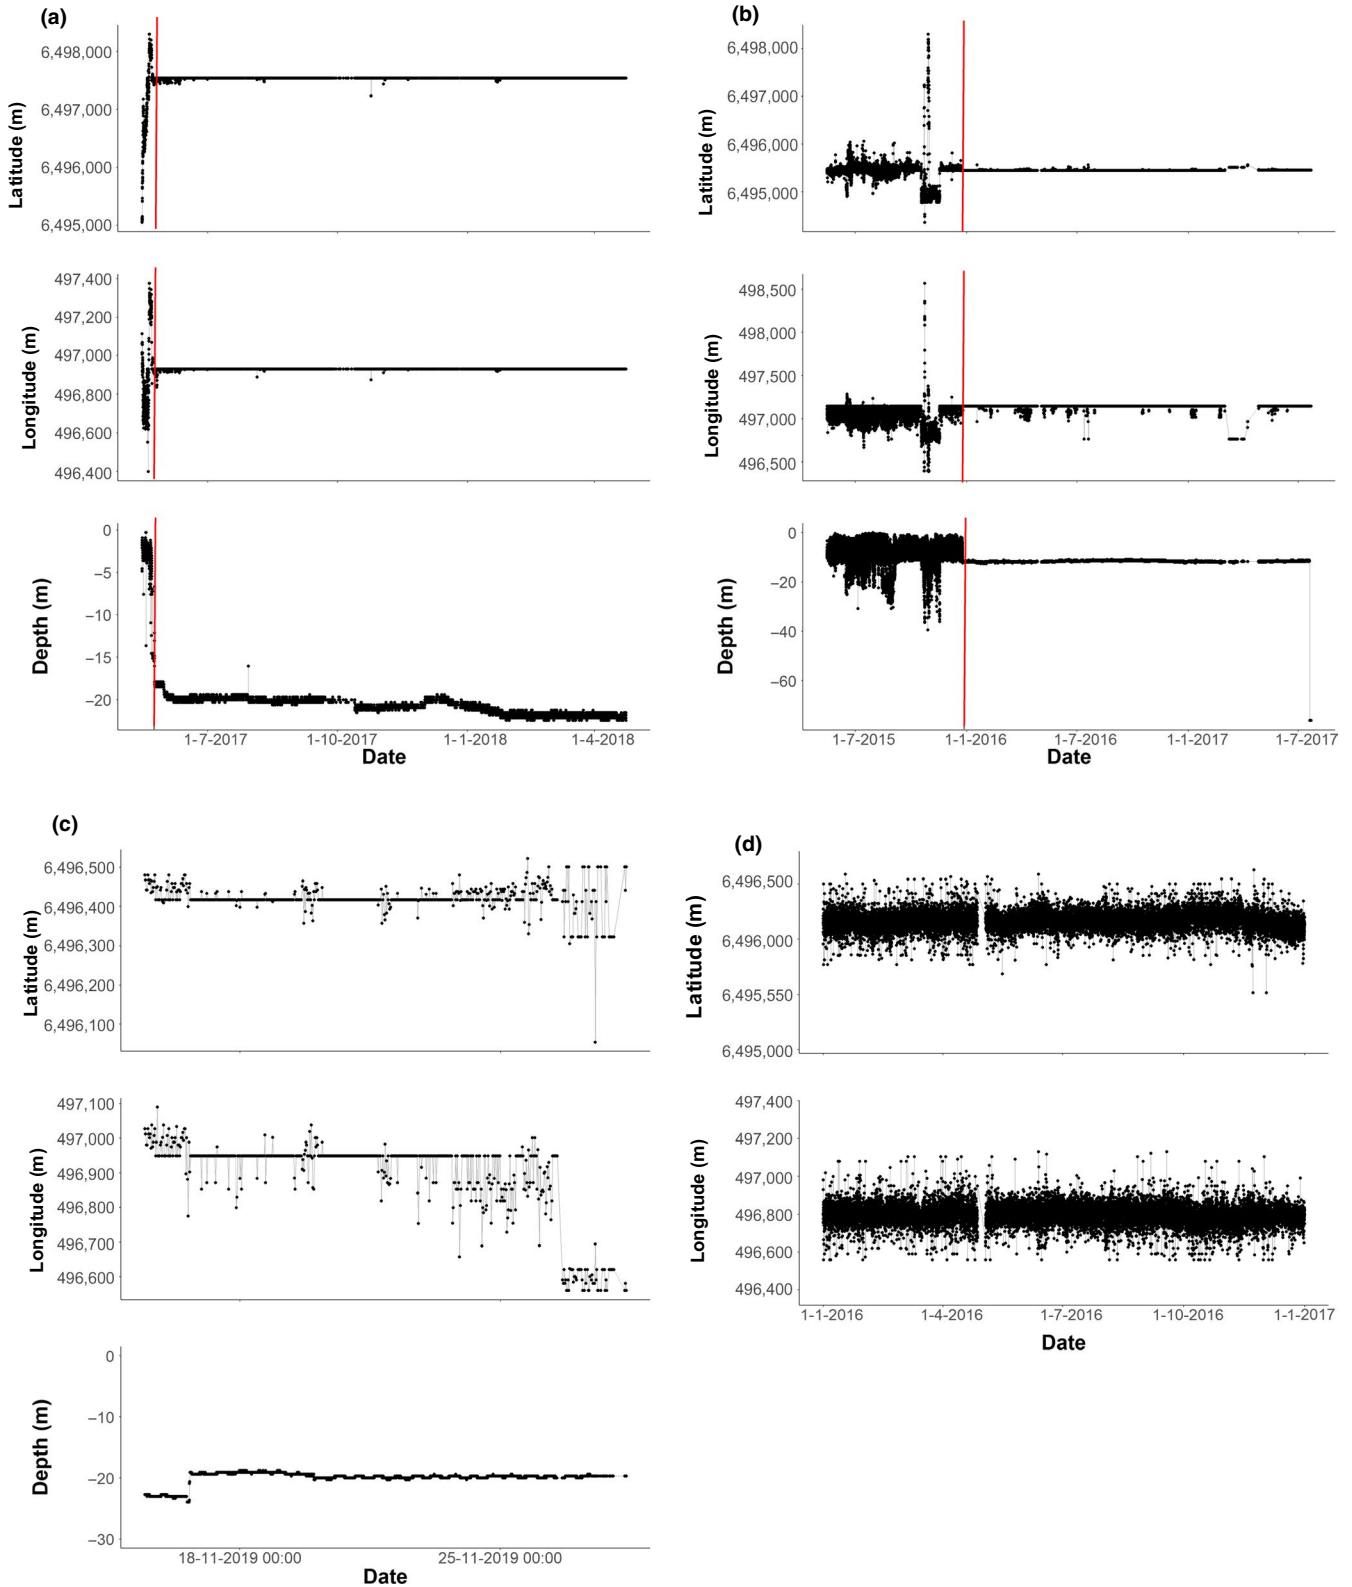 (a)
6,498,000
6,497,000
6,496,000
6,495,000
Latitude (m)
497,400
497,200
497,000
496,800
496,600
496,400
Longitude (m)
0
−5
−10
−15
−20
Depth (m)
1-7-2017 1-10-2017 1-1-2018 1-4-2018
Date
(b)
6,498,000
6,497,000
6,496,000
6,495,000
Latitude (m)
498,500
498,000
497,500
497,000
496,500
Longitude (m)
0
−20
−40
−60
Depth (m)
1-7-2015 1-1-2016 1-7-2016 1-1-2017 1-7-2017
Date
(c)
6,496,500
6,496,400
6,496,300
6,496,200
6,496,100
Latitude (m)
497,100
497,000
496,900
496,800
496,700
496,600
Longitude (m)
0
−10
−20
−30
Depth (m)
18-11-2019 00:00 25-11-2019 00:00
Date
(d)
6,496,500
6,496,000
6,495,550
6,495,000
Latitude (m)
497,400
497,200
497,000
496,800
496,600
496,400
Longitude (m)
1-1-2016 1-4-2016 1-7-2016 1-10-2016 1-1-2017
Date